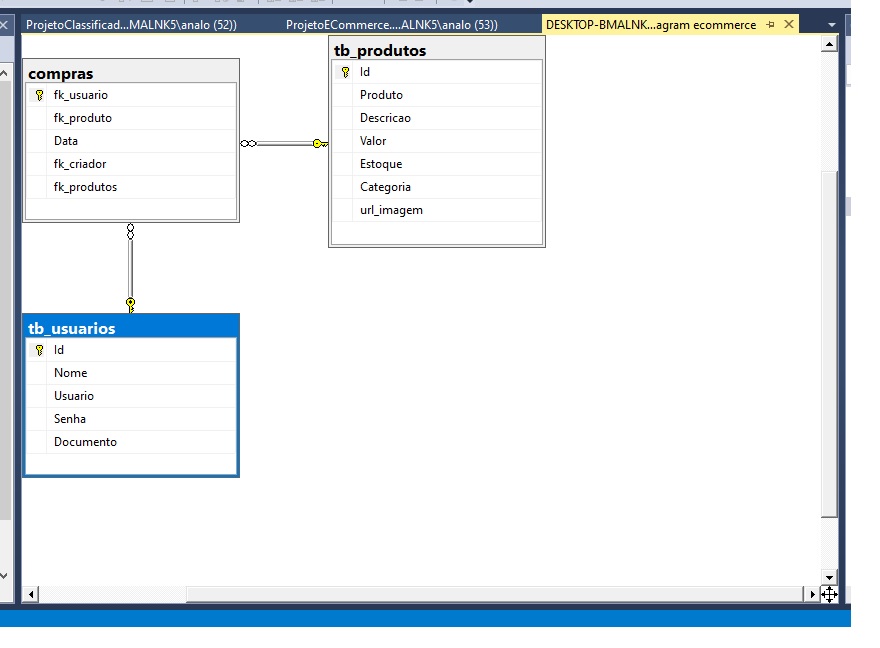 ProjetoClassificad...MALNK5\analo (52))
ProjetoECommerce....ALNK5\analo (53))
DESKTOP-BMALNK...agram ecommerce
compras
fk_usuario
fk_produto
Data
fk_criador
fk_produtos
tb_produtos
Id
Produto
Descricao
Valor
Estoque
Categoria
url_imagem
tb_usuarios
Id
Nome
Usuario
Senha
Documento